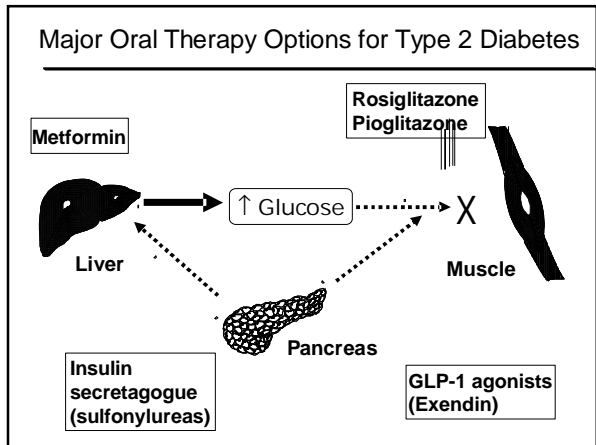 Major Oral Therapy Options for Type 2 Diabetes
Rosiglitazone
Pioglitazone
Metformin
↑ Glucose
X
Liver
Muscle
Pancreas
Insulin
secretagogue
(sulfonylureas)
GLP-1 agonists
(Exendin)